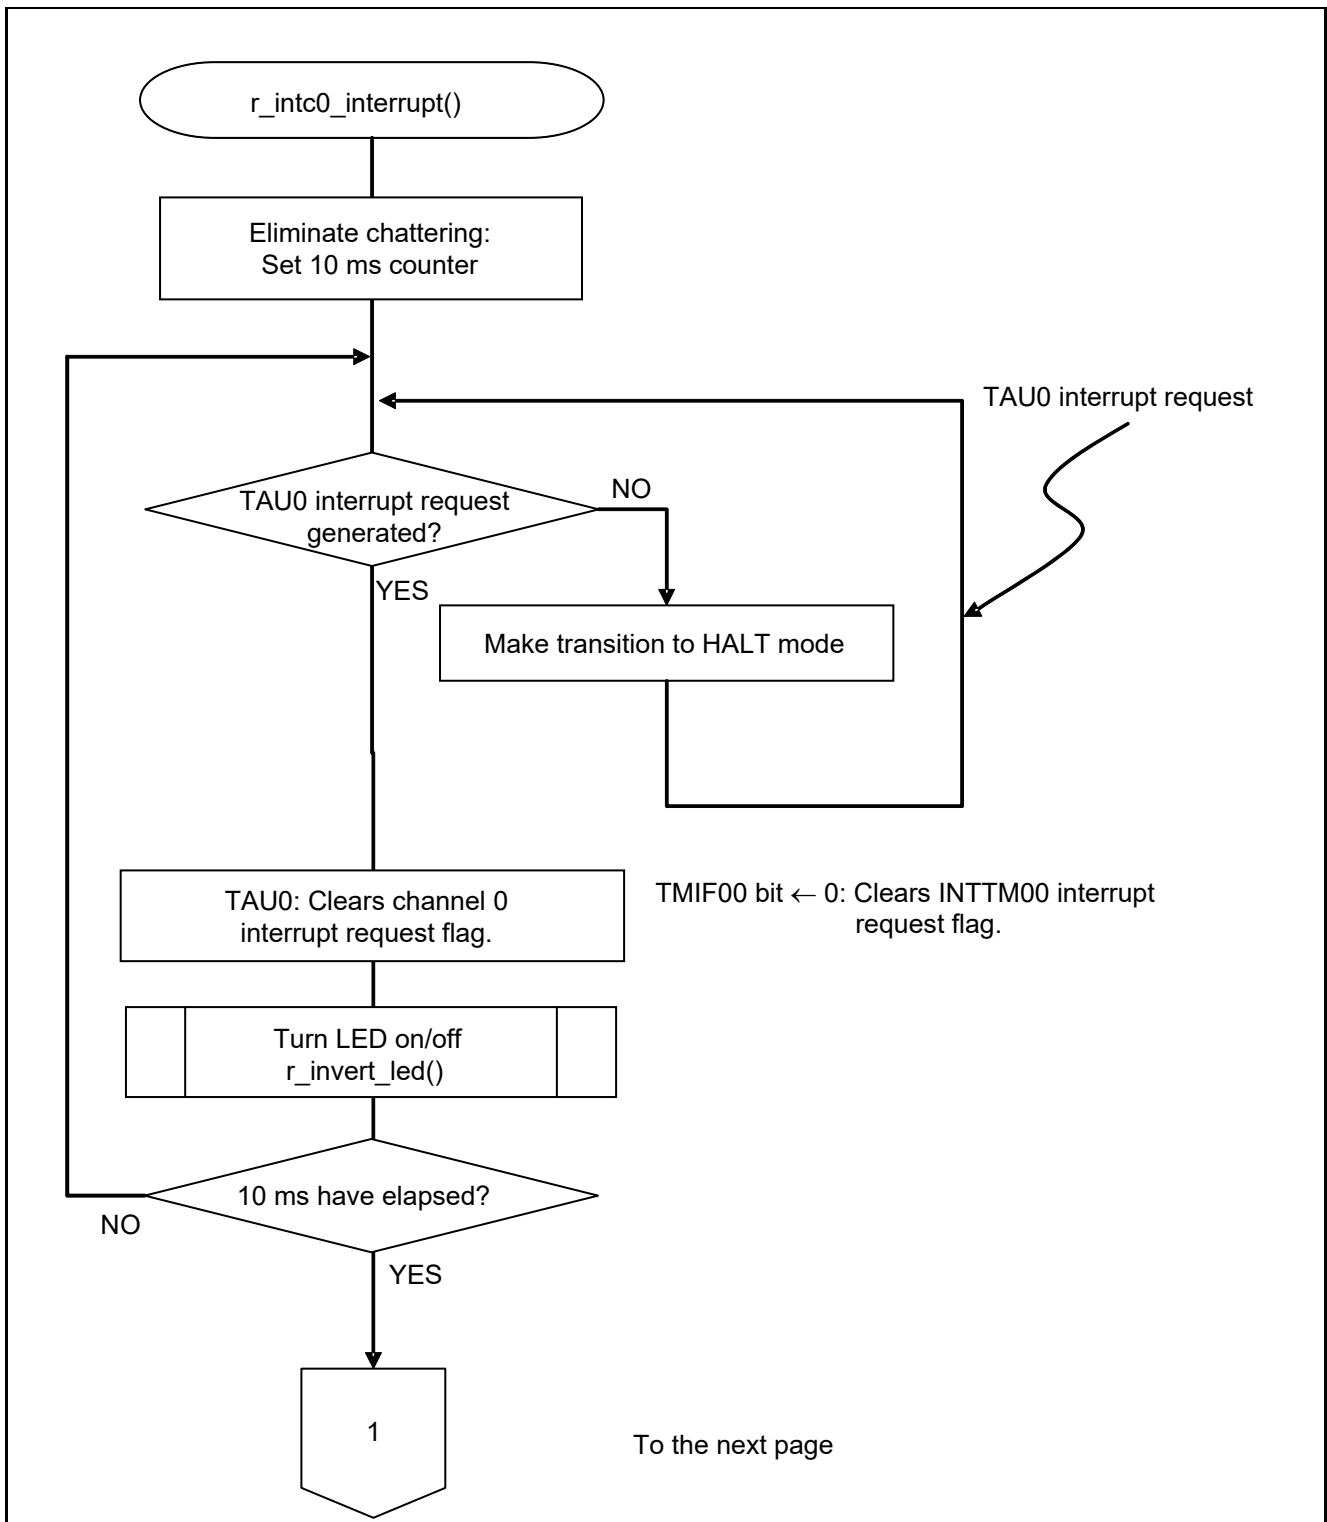 r_intc0_interrupt()
Eliminate chattering:
Set 10 ms counter
TAU0 interrupt request
TAU0 interrupt request
generated?
NO
YES
Make transition to HALT mode
TAU0: Clears channel 0
interrupt request flag.
TMIF00 bit ← 0: Clears INTTM00 interrupt
request flag.
Turn LED on/off
r_invert_led()
10 ms have elapsed?
NO
YES
1
To the next page